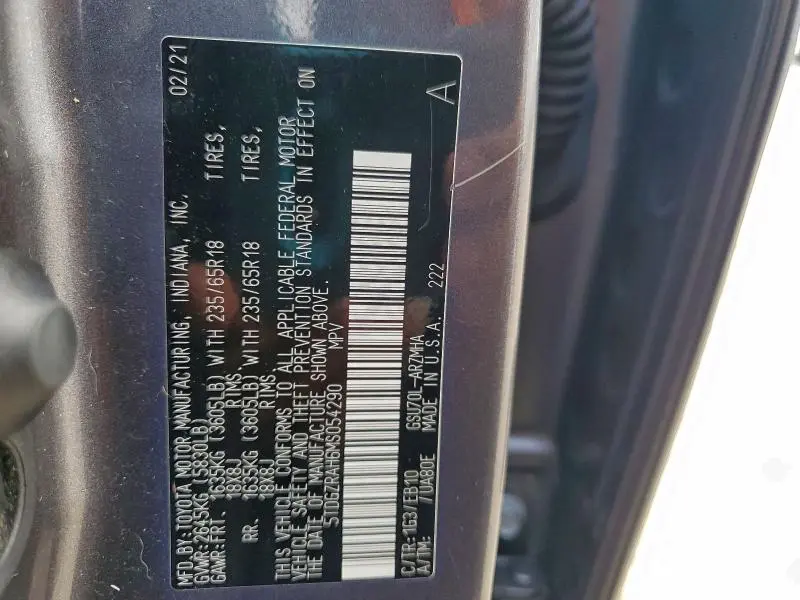 MFD.BY:TOYOTA MOTOR MANUFACTURING, INDIANA, INC. 02/21
GVWR:2645KG (5830LB)
GAWR:FRT. 1635KG (3605LB) WITH 235/65R18 TIRES,
18X8J RIMS
RR. 1635KG (3605LB) WITH 235/65R18 TIRES,
18X8J RIMS
THIS VEHICLE CONFORMS TO ALL APPLICABLE FEDERAL MOTOR
VEHICLE SAFETY AND THEFT PREVENTION STANDARDS IN EFFECT ON
THE DATE OF MANUFACTURE SHOWN ABOVE.
5TDGZRAH6MS054290 MPV
C/TR:1G3/EB10 GSU70L-ARZMHA
A/TM: /UA80E MADE IN U.S.A. 222 A